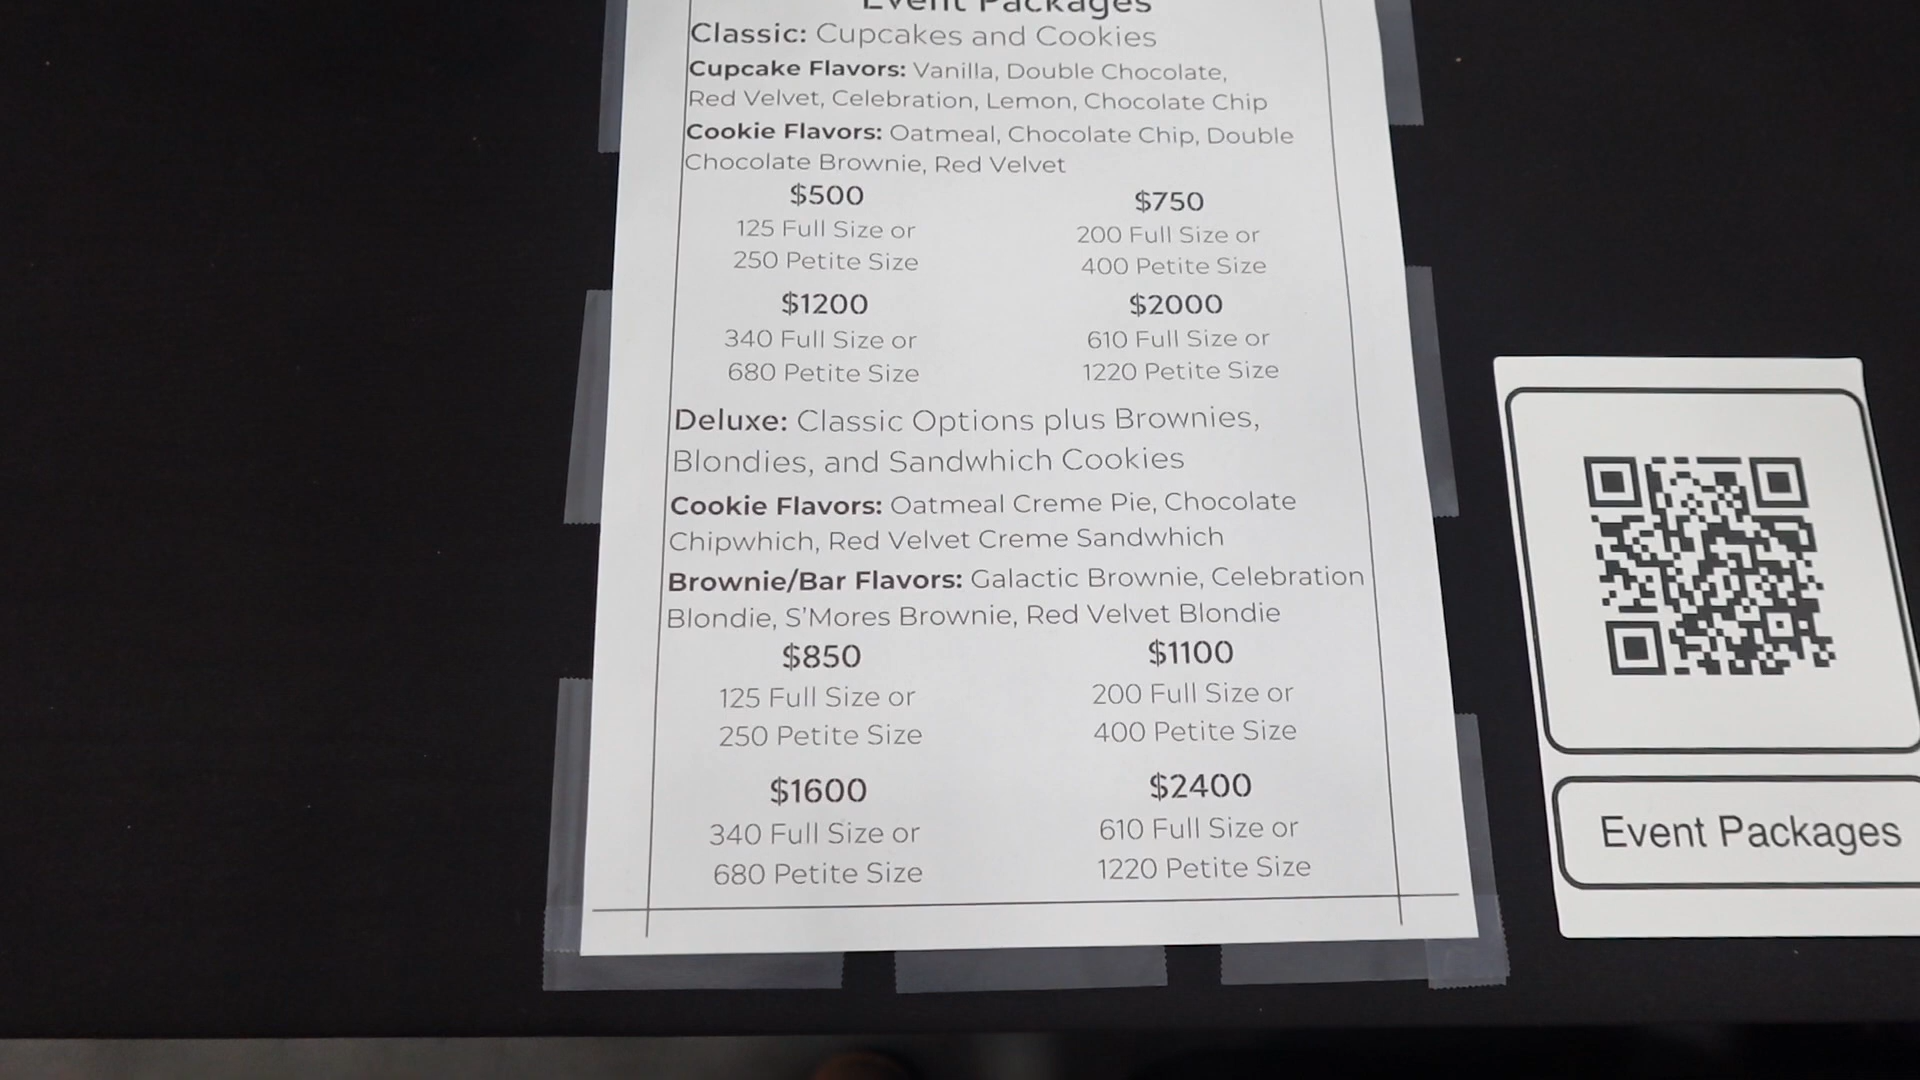 Event Packages
Classic: Cupcakes and Cookies
Cupcake Flavors: Vanilla, Double Chocolate,
Red Velvet, Celebration, Lemon, Chocolate Chip
Cookie Flavors: Oatmeal, Chocolate Chip, Double
Chocolate Brownie, Red Velvet
$500
125 Full Size or
250 Petite Size
$750
200 Full Size or
400 Petite Size
$1200
340 Full Size or
680 Petite Size
$2000
610 Full Size or
1220 Petite Size
Deluxe: Classic Options plus Brownies,
Blondies, and Sandwhich Cookies
Cookie Flavors: Oatmeal Creme Pie, Chocolate
Chipwhich, Red Velvet Creme Sandwhich
Brownie/Bar Flavors: Galactic Brownie, Celebration
Blondie, S'Mores Brownie, Red Velvet Blondie
$850
125 Full Size or
250 Petite Size
$1100
200 Full Size or
400 Petite Size
$1600
340 Full Size or
680 Petite Size
$2400
610 Full Size or
1220 Petite Size
Event Packages